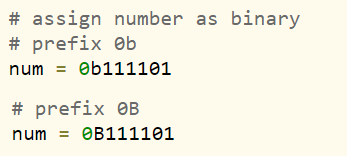 # assign number as binary
# prefix 0b
num = 0b111101
# prefix 0B
num = 0B111101